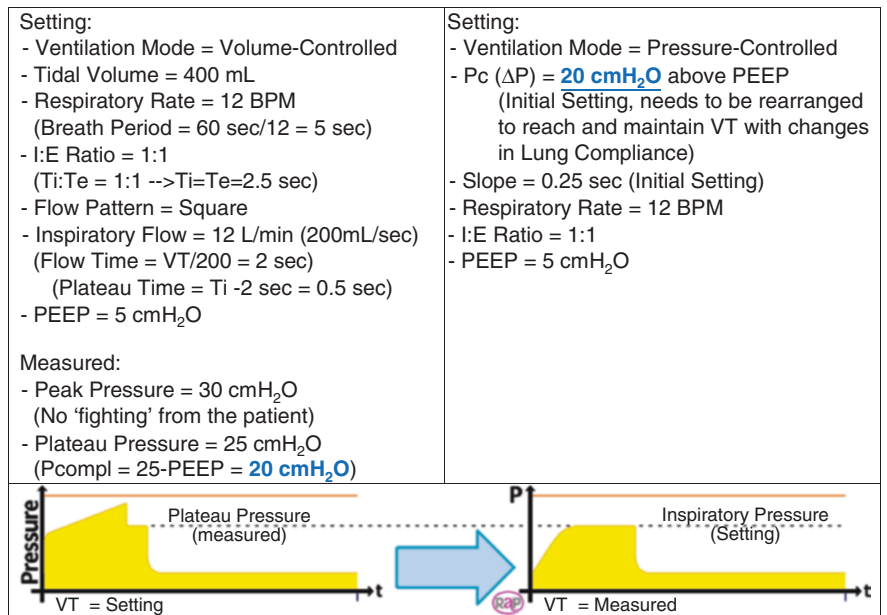 Setting:
- Ventilation Mode = Volume-Controlled
- Tidal Volume = 400 mL
- Respiratory Rate = 12 BPM
(Breath Period = 60 sec/12 = 5 sec)
- I:E Ratio = 1:1
(Ti:Te = 1:1 -->Ti=Te=2.5 sec)
- Flow Pattern = Square
- Inspiratory Flow = 12 L/min (200mL/sec)
(Flow Time = VT/200 = 2 sec)
(Plateau Time = Ti -2 sec = 0.5 sec)
- PEEP = 5 cmH₂O
Measured:
- Peak Pressure = 30 cmH₂O
(No 'fighting' from the patient)
- Plateau Pressure = 25 cmH₂O
(Pcompl = 25-PEEP = 20 cmH₂O)
Setting:
- Ventilation Mode = Pressure-Controlled
- Pc (ΔP) = 20 cmH₂O above PEEP
(Initial Setting, needs to be rearranged
to reach and maintain VT with changes
in Lung Compliance)
- Slope = 0.25 sec (Initial Setting)
- Respiratory Rate = 12 BPM
- I:E Ratio = 1:1
- PEEP = 5 cmH₂O
Pressure
Plateau Pressure
(measured)
t
VT = Setting
P
Inspiratory Pressure
(Setting)
t
RaP
VT = Measured